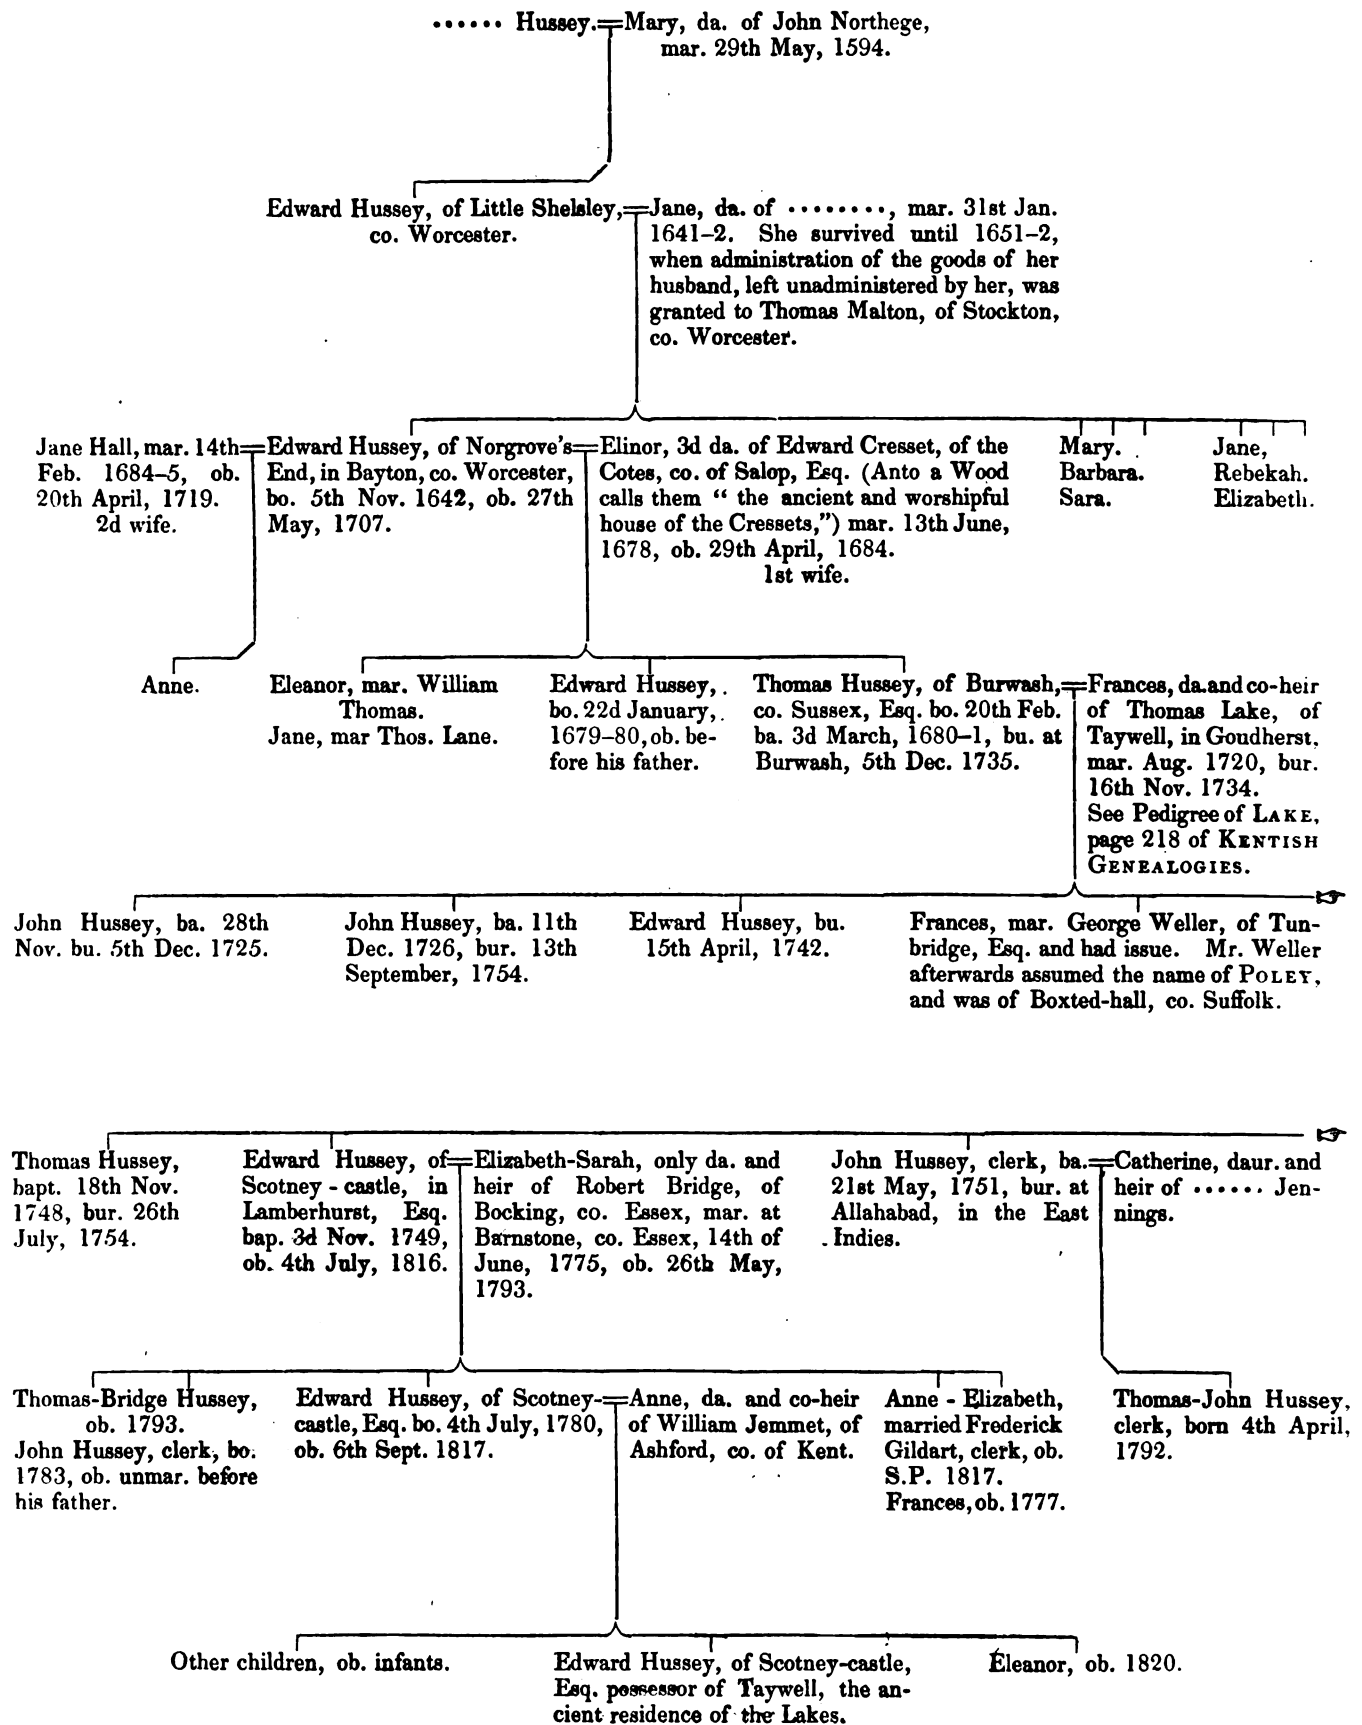 ...... Hussey.=Mary, da. of John Northege,
mar. 29th May, 1594.
Edward Hussey, of Little Shelsley,=
co. Worcester.
Jane, da. of ........, mar. 31st Jan.
1641–2. She survived until 1651–2,
when administration of the goods of her
husband, left unadministered by her, was
granted to Thomas Malton, of Stockton,
co. Worcester.
Jane Hall, mar. 14th=
Feb. 1684–5, ob.
20th April, 1719.
2d wife.
Edward Hussey, of Norgrove's=
End, in Bayton, co. Worcester,
bo. 5th Nov. 1642, ob. 27th
May, 1707.
Elinor, 3d da. of Edward Cresset, of the
Cotes, co. of Salop, Esq. (Anto a Wood
calls them “ the ancient and worshipful
house of the Cressets,”) mar. 13th June,
1678, ob. 29th April, 1684.
1st wife.
Mary.
Barbara.
Sara.
Jane,
Rebekah.
Elizabeth.
Anne.
Eleanor, mar. William
Thomas.
Jane, mar Thos. Lane.
Edward Hussey,
bo. 22d January,
1679–80, ob. be-
fore his father.
Thomas Hussey, of Burwash,=
co. Sussex, Esq. bo. 20th Feb.
ba. 3d March, 1680–1, bu. at
Burwash, 5th Dec. 1735.
Frances, da. and co-heir
of Thomas Lake, of
Taywell, in Goudherst,
mar. Aug. 1720, bur.
16th Nov. 1734.
See Pedigree of LAKE,
page 218 of KENTISH
GENEALOGIES.
John Hussey, ba. 28th
Nov. bu. 5th Dec. 1725.
John Hussey, ba. 11th
Dec. 1726, bur. 13th
September, 1754.
Edward Hussey, bu.
15th April, 1742.
Frances, mar. George Weller, of Tun-
bridge, Esq. and had issue. Mr. Weller
afterwards assumed the name of POLEY,
and was of Boxted-hall, co. Suffolk.
Thomas Hussey,
bapt. 18th Nov.
1748, bur. 26th
July, 1754.
Edward Hussey, of=
Scotney-castle, in
Lamberhurst, Esq.
bap. 3d Nov. 1749,
ob. 4th July, 1816.
Elizabeth-Sarah, only da. and
heir of Robert Bridge, of
Bocking, co. Essex, mar. at
Barnstone, co. Essex, 14th of
June, 1775, ob. 26th May,
1793.
John Hussey, clerk, ba.=
21st May, 1751, bur. at
Allahabad, in the East
Indies.
Catherine, daur. and
heir of ...... Jen-
nings.
Thomas-Bridge Hussey,
ob. 1793.
John Hussey, clerk, bo.
1783, ob. unmar. before
his father.
Edward Hussey, of Scotney-=
castle, Esq. bo. 4th July, 1780,
ob. 6th Sept. 1817.
Anne, da. and co-heir
of William Jemmet, of
Ashford, co. of Kent.
Anne-Elizabeth,
married Frederick
Gildart, clerk, ob.
S.P. 1817.
Frances, ob. 1777.
Thomas-John Hussey,
clerk, born 4th April,
1792.
Other children, ob. infants.
Edward Hussey, of Scotney-castle,
Esq. possessor of Taywell, the an-
cient residence of the Lakes.
Eleanor, ob. 1820.